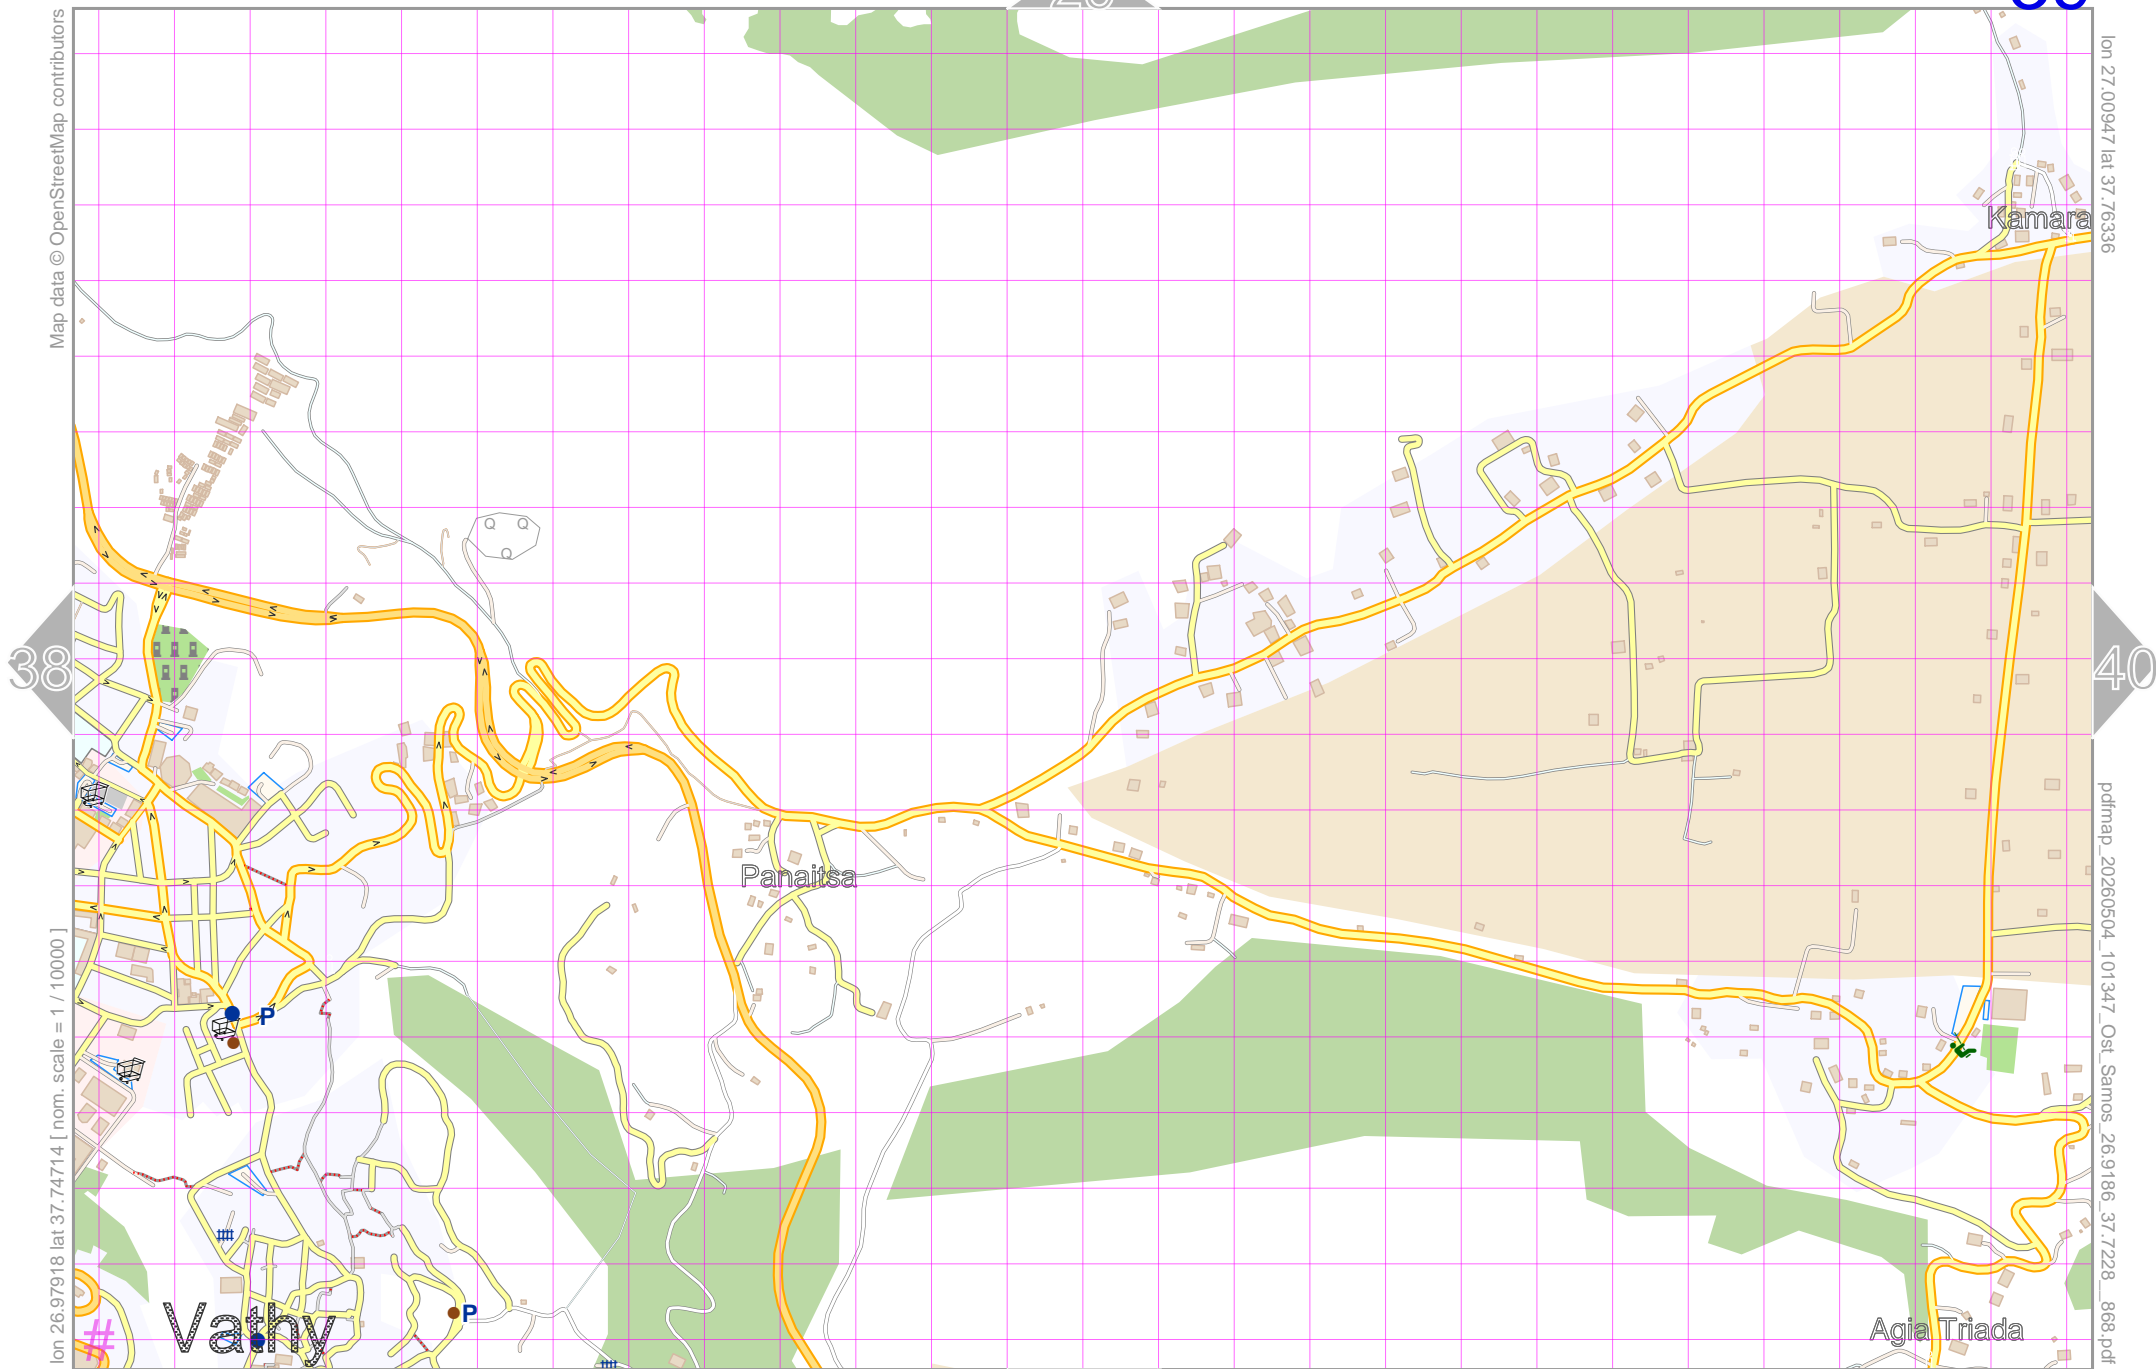 Map data © OpenStreetMap contributors
lon 27.00947 lat 37.76336
Kamara
Q Q
Q
38
40
Panaitsa
P
P
Vathy
#
Agia Triada
lon 26.97918 lat 37.74714 [ nom. scale = 1 / 10000 ]
pdfmap_20260504_101347_Ost_Samos_26.9186_37.7228__868.pdf